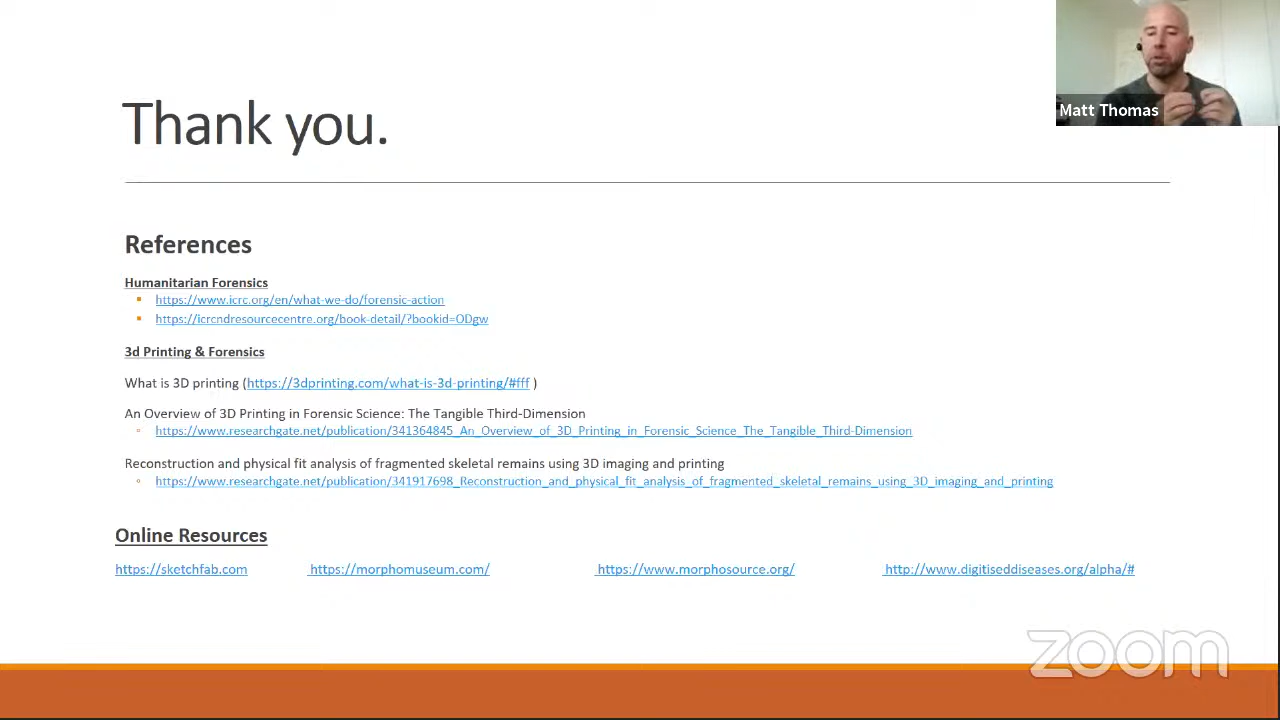 Thank you.
Matt Thomas
References
Humanitarian Forensics
https://www.icrc.org/en/what-we-do/forensic-action
https://icrcndresourcecentre.org/book-detail/?bookid=ODgw
3d Printing & Forensics
What is 3D printing (https://3dprinting.com/what-is-3d-printing/#fff )
An Overview of 3D Printing in Forensic Science: The Tangible Third-Dimension
https://www.researchgate.net/publication/341364845_An_Overview_of_3D_Printing_in_Forensic_Science_The_Tangible_Third-Dimension
Reconstruction and physical fit analysis of fragmented skeletal remains using 3D imaging and printing
https://www.researchgate.net/publication/341917698_Reconstruction_and_physical_fit_analysis_of_fragmented_skeletal_remains_using_3D_imaging_and_printing
Online Resources
https://sketchfab.com https://morphomuseum.com/ https://www.morphosource.org/ http://www.digitiseddiseases.org/alpha/#
zoom